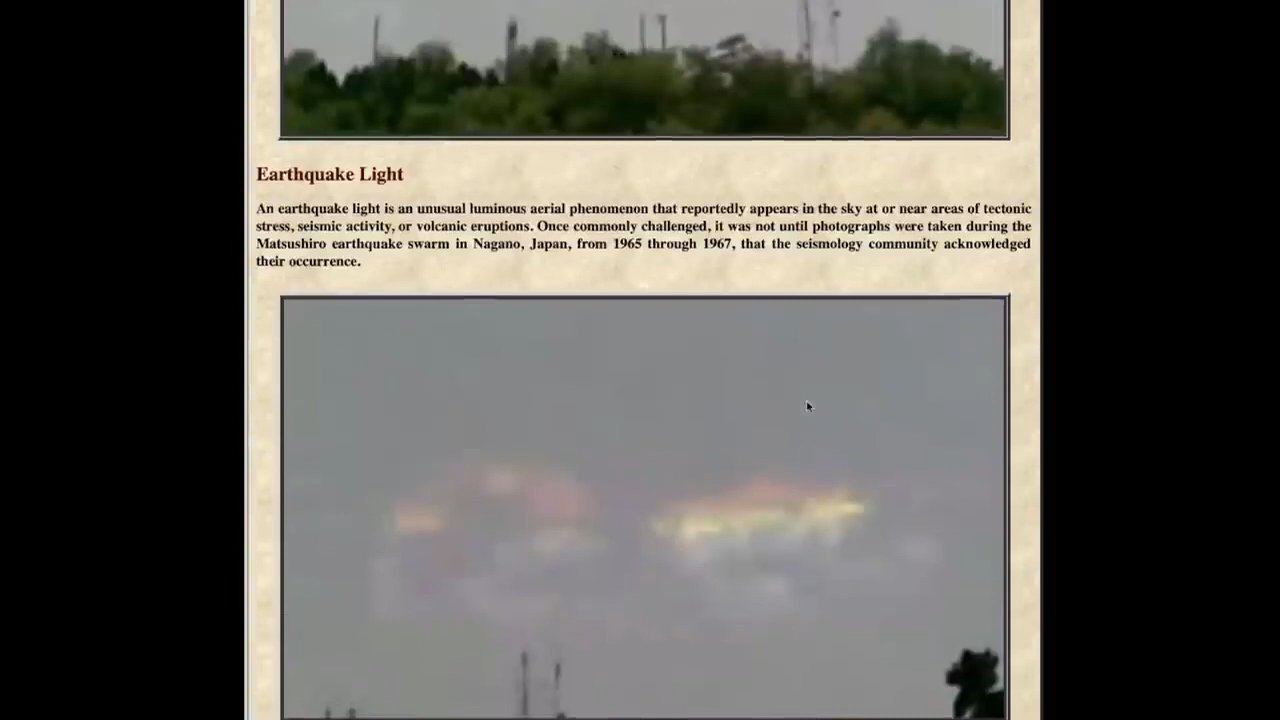 Earthquake Light
An earthquake light is an unusual luminous aerial phenomenon that reportedly appears in the sky at or near areas of tectonic
stress, seismic activity, or volcanic eruptions. Once commonly challenged, it was not until photographs were taken during the
Matsushiro earthquake swarm in Nagano, Japan, from 1965 through 1967, that the seismology community acknowledged
their occurrence.